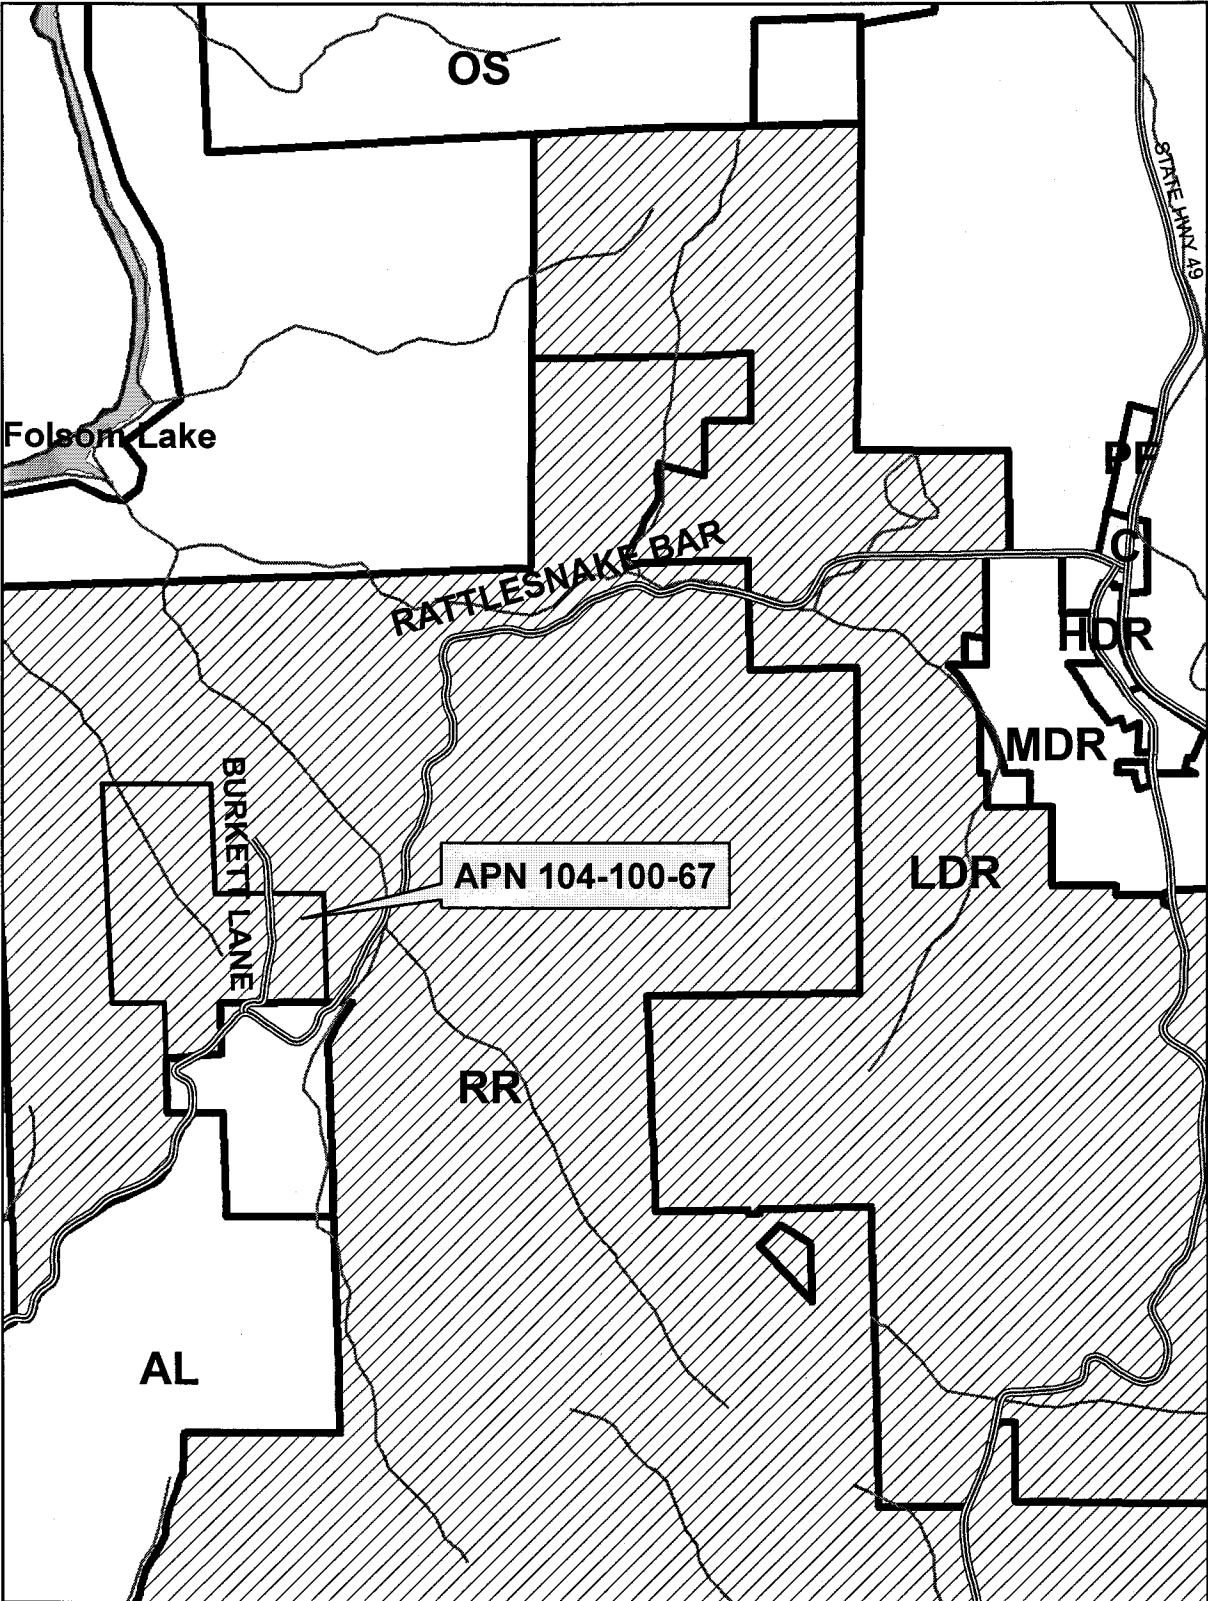 OS
STATE HWY 49
Folsom Lake
PF
C
RATTLESNAKE BAR
HDR
MDR
BURKETT LANE
APN 104-100-67
LDR
RR
AL